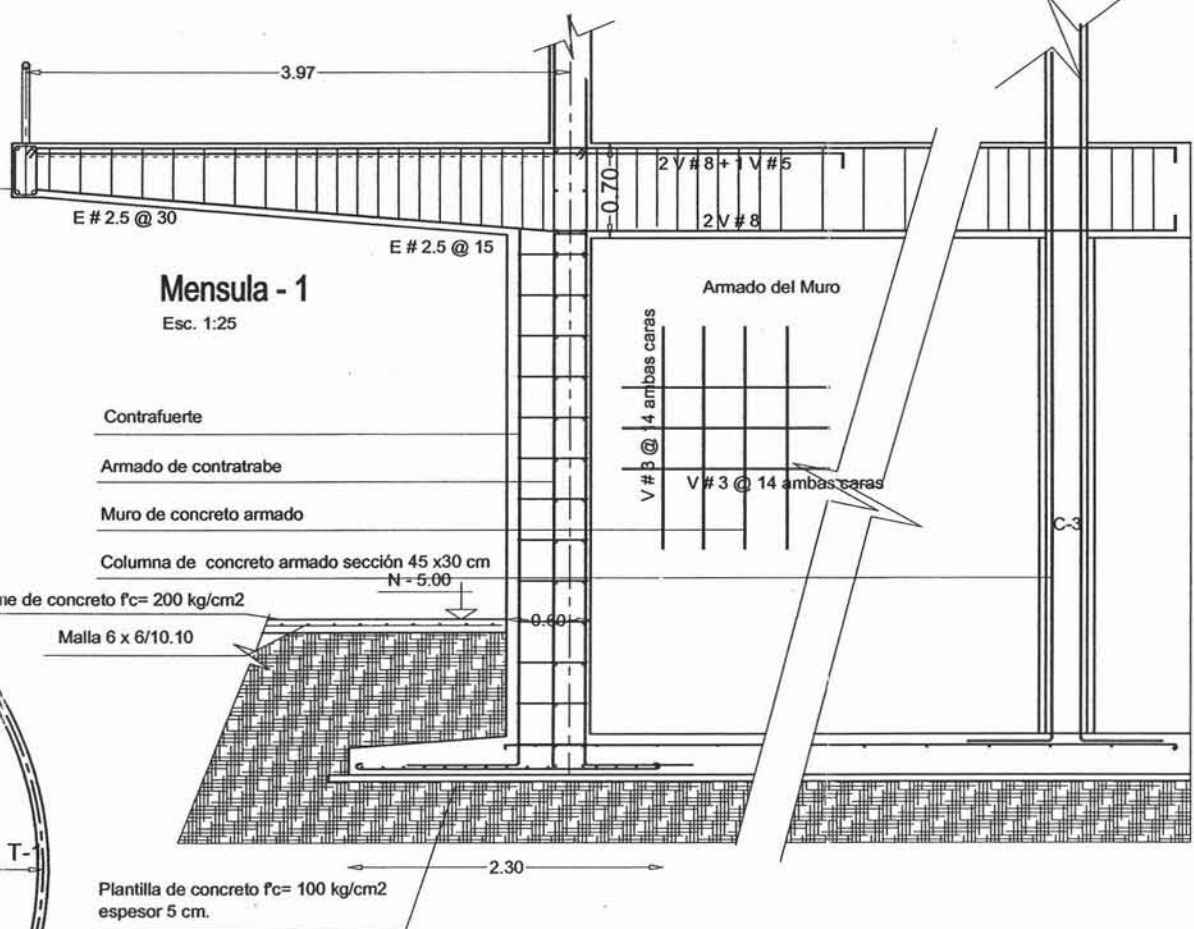 3.97
2 V # 8 + 1 V # 5
0.70
2 V # 8
E # 2.5 @ 30
E # 2.5 @ 15
Mensula - 1
Esc. 1:25
Armado del Muro
V # 3 @ 14 ambas caras
V # 3 @ 14 ambas caras
Contrafuerte
Armado de contratrabe
Muro de concreto armado
Columna de concreto armado sección 45 x30 cm
C-3
N - 5.00
de concreto f'c= 200 kg/cm2
0.60
Malla 6 x 6/10.10
T-1
2.30
Plantilla de concreto f'c= 100 kg/cm2
espesor 5 cm.